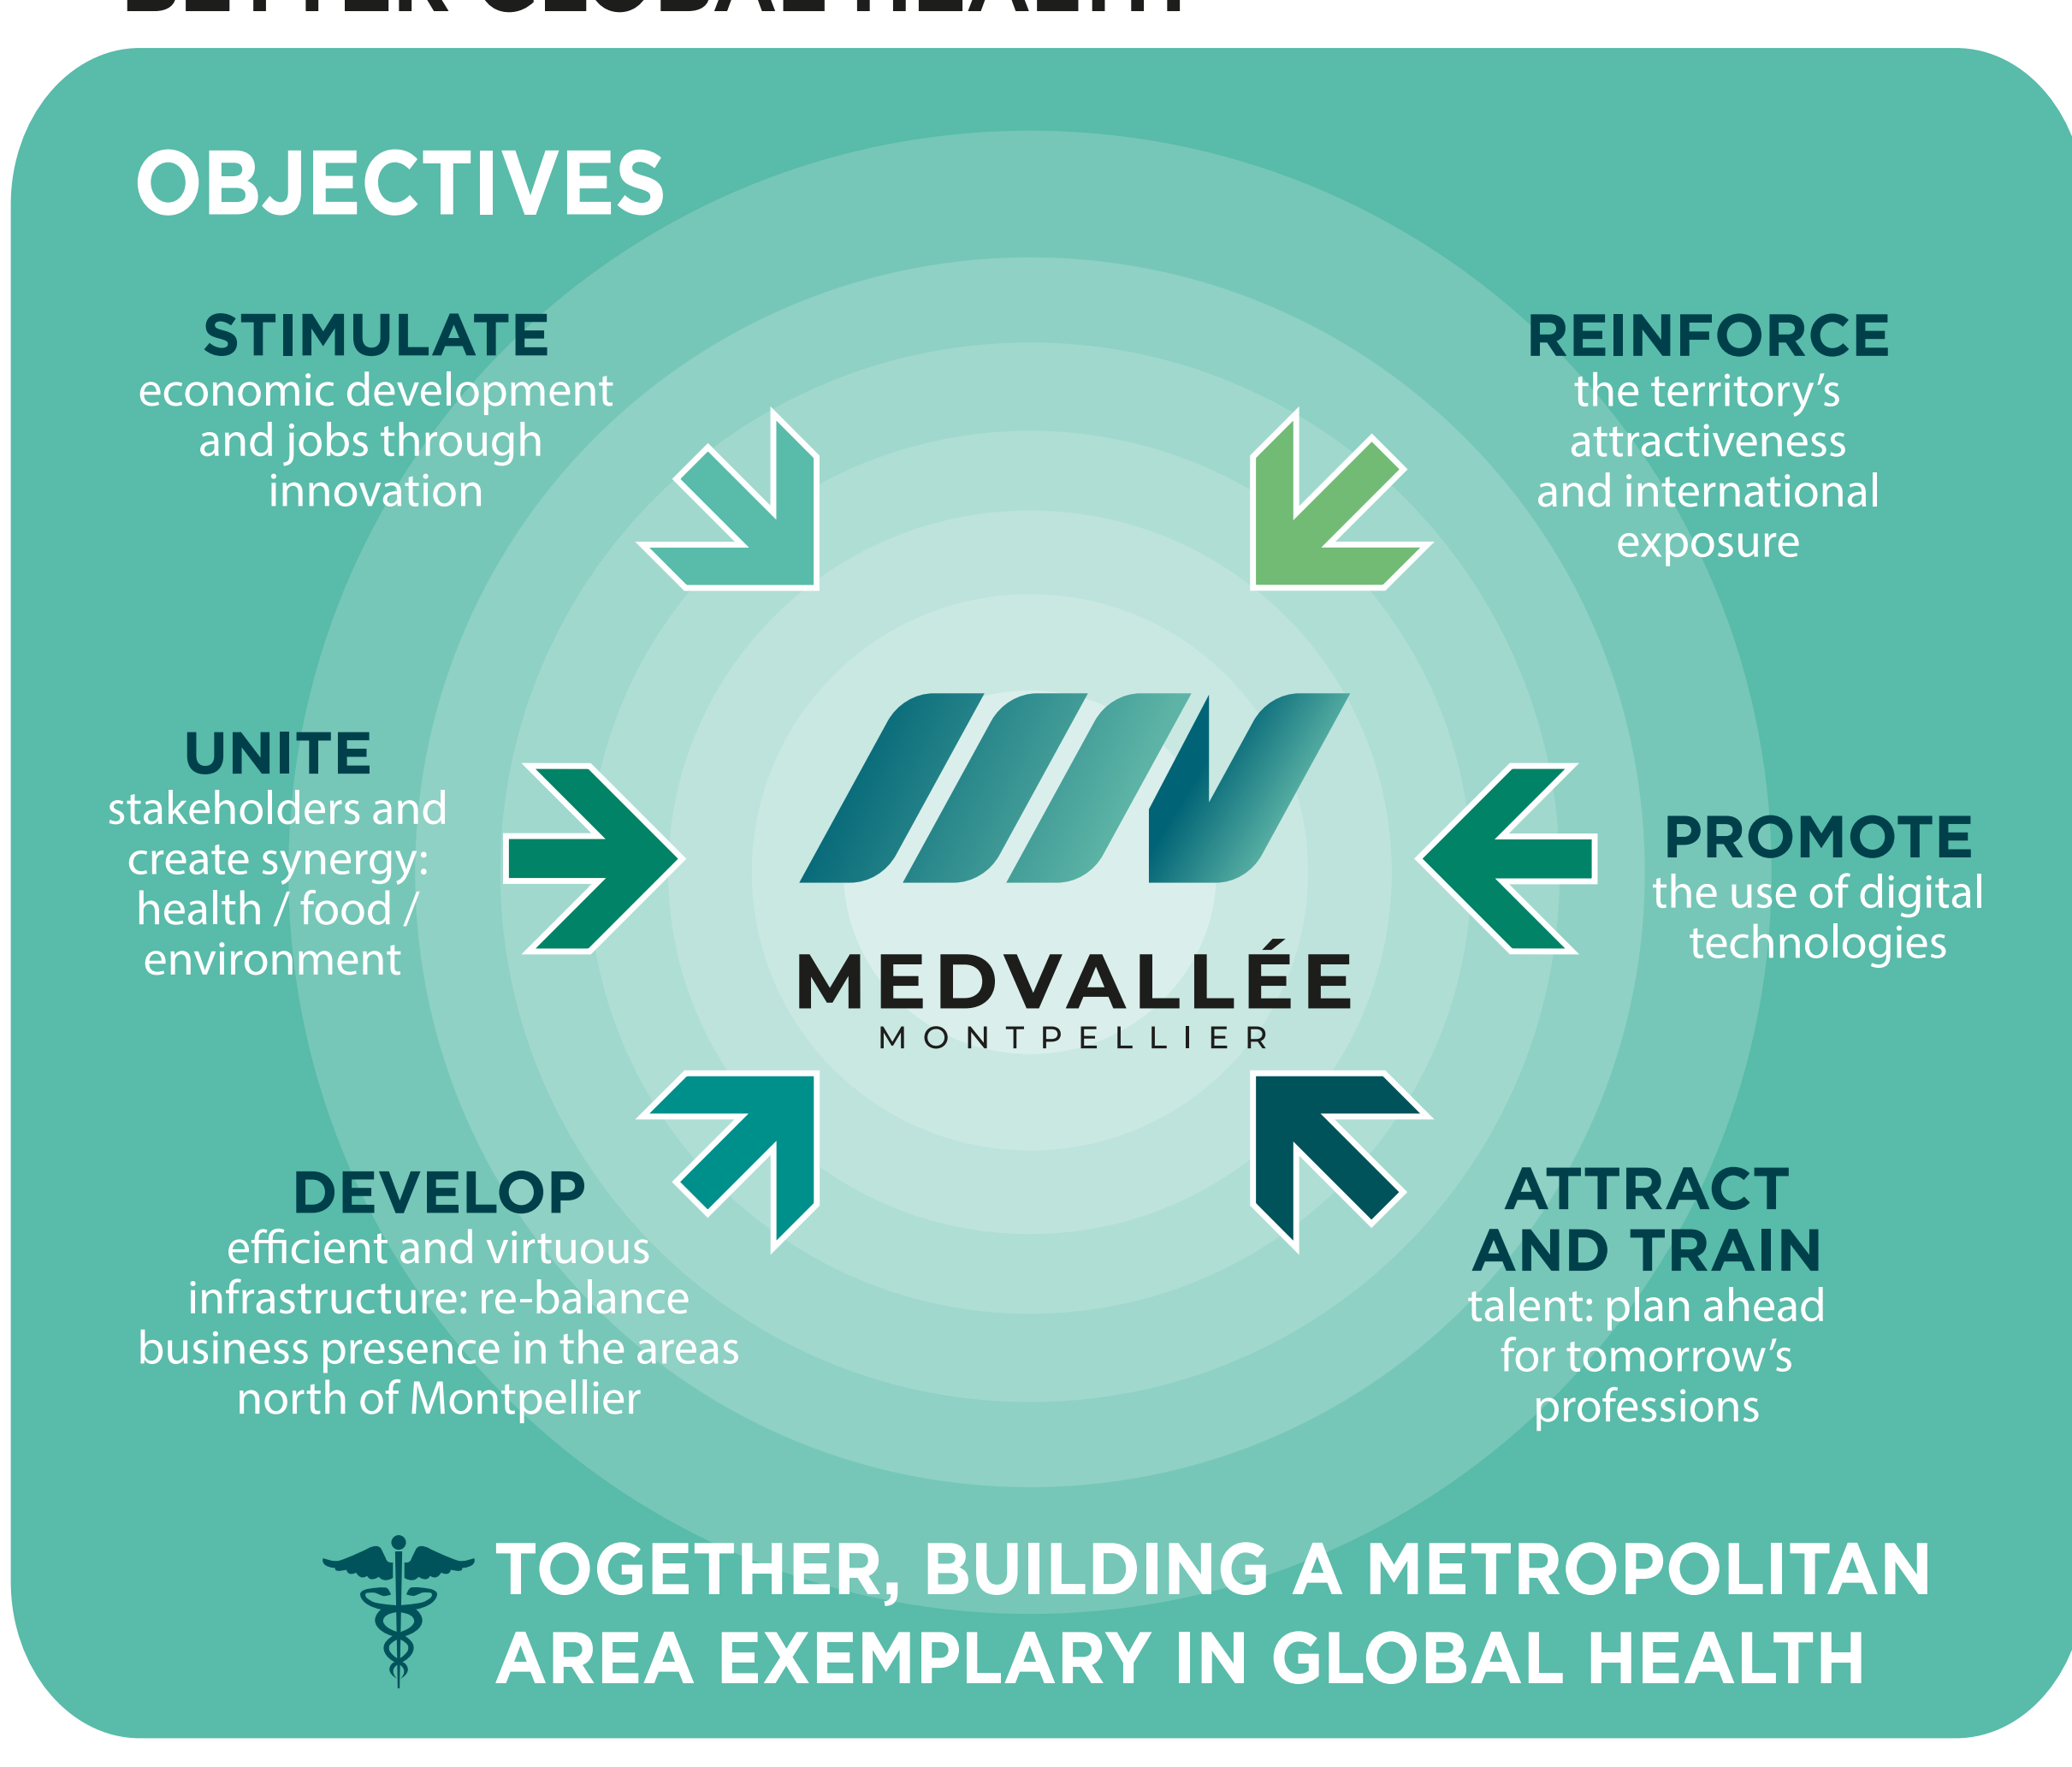 BETTER GLOBAL HEALTH
OBJECTIVES
STIMULATE
economic development
and jobs through
innovation
REINFORCE
the territory’s
attractiveness
and international
exposure
UNITE
stakeholders and
create synergy:
health / food /
environment
MEDVALLÉE
MONTPELLIER
PROMOTE
the use of digital
technologies
DEVELOP
efficient and virtuous
infrastructure: re-balance
business presence in the areas
north of Montpellier
ATTRACT
AND TRAIN
talent: plan ahead
for tomorrow’s
professions
TOGETHER, BUILDING A METROPOLITAN
AREA EXEMPLARY IN GLOBAL HEALTH